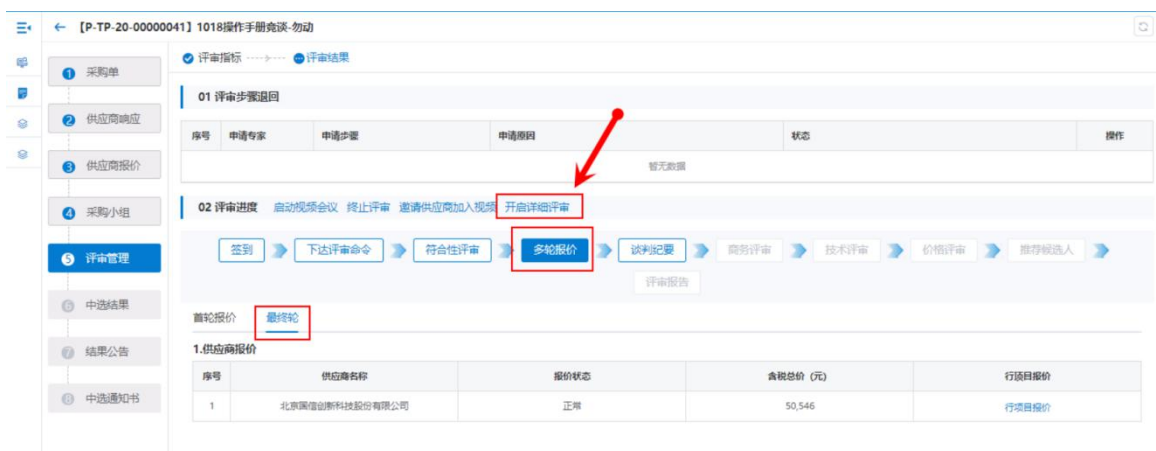 【P-TP-20-00000041】1018操作手册竞谈-勿动
1 采购单
2 供应商响应
3 供应商报价
4 采购小组
5 评审管理
6 中选结果
7 结果公告
8 中选通知书
评审指标 评审结果
01 评审步骤退回
序号 申请专家 申请步骤 申请原因 状态 操作
暂无数据
02 评审进度 启动视频会议 终止评审 邀请供应商加入视频 开启详细评审
签到 下达评审命令 符合性评审 多轮报价 谈判纪要 商务评审 技术评审 价格评审 推荐候选人
评审报告
首轮报价 最终轮
1.供应商报价
序号 供应商名称 报价状态 含税总价 (元) 行项目报价
1 北京国信创新科技股份有限公司 正常 50,546 行项目报价